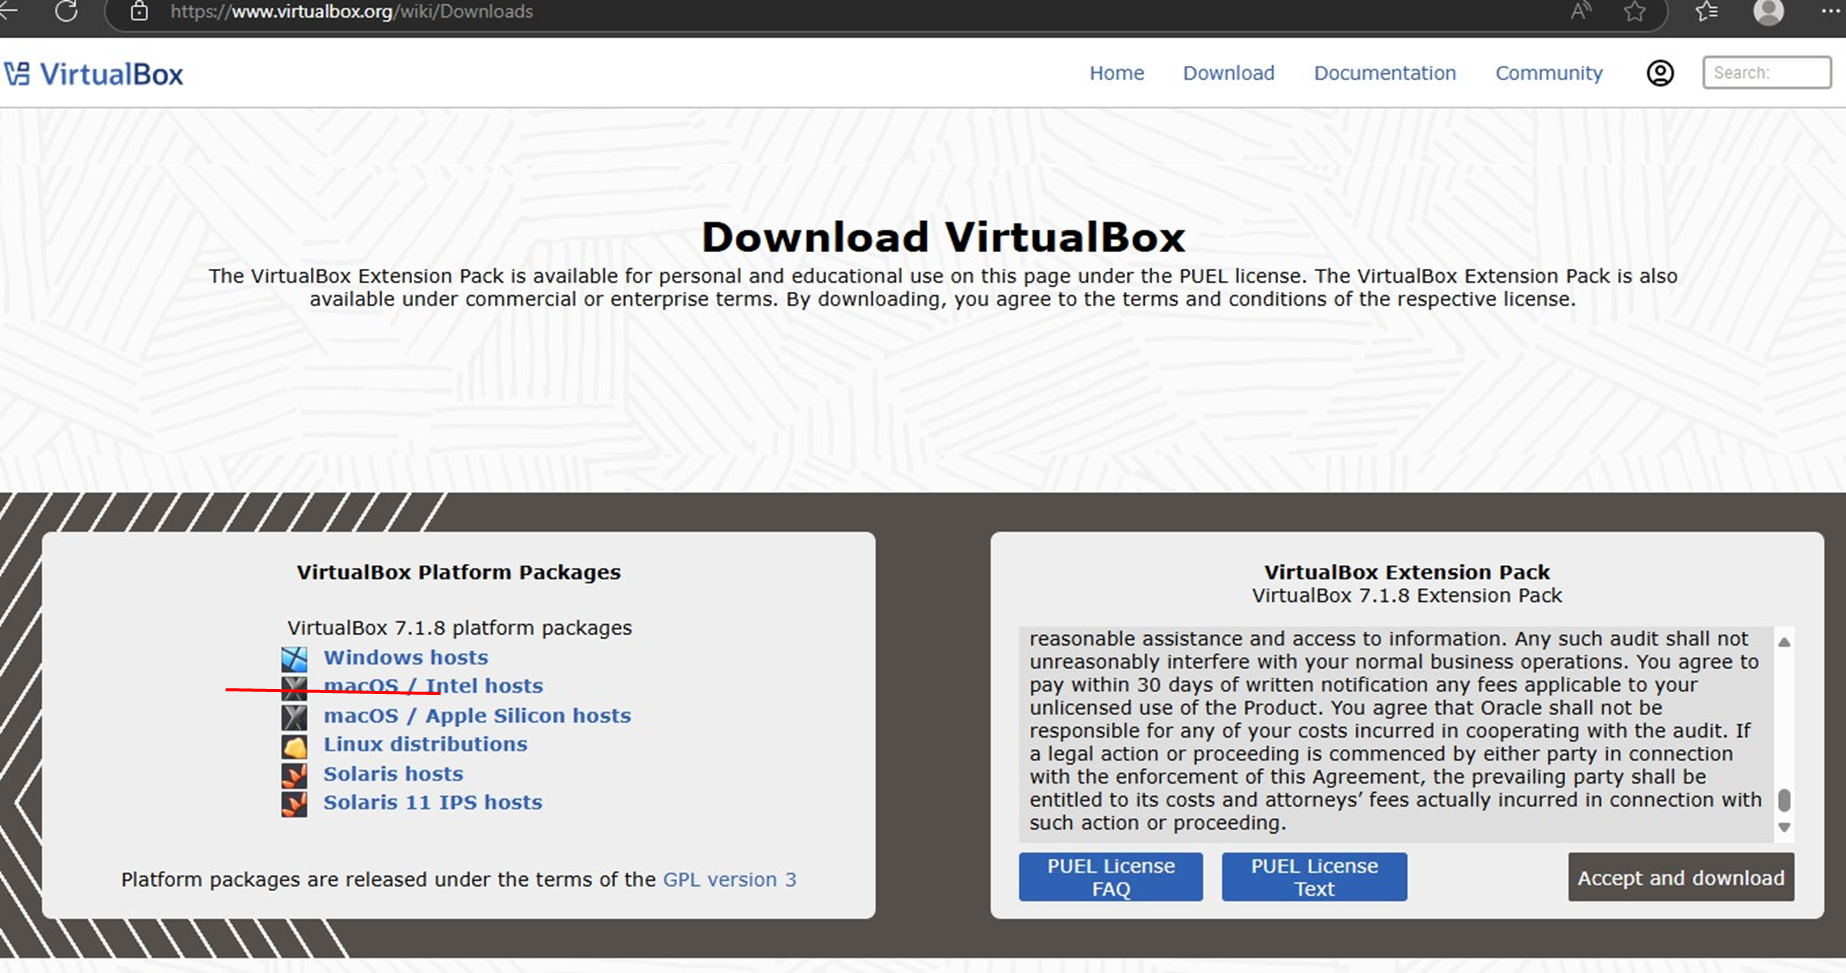 https://www.virtualbox.org/wiki/Downloads
VirtualBox
Home
Download
Documentation
Community
Search:
Download VirtualBox
The VirtualBox Extension Pack is available for personal and educational use on this page under the PUEL license. The VirtualBox Extension Pack is also
available under commercial or enterprise terms. By downloading, you agree to the terms and conditions of the respective license.
VirtualBox Platform Packages
VirtualBox 7.1.8 platform packages
Windows hosts
macOS / Intel hosts
macOS / Apple Silicon hosts
Linux distributions
Solaris hosts
Solaris 11 IPS hosts
Platform packages are released under the terms of the GPL version 3
VirtualBox Extension Pack
VirtualBox 7.1.8 Extension Pack
reasonable assistance and access to information. Any such audit shall not
unreasonably interfere with your normal business operations. You agree to
pay within 30 days of written notification any fees applicable to your
unlicensed use of the Product. You agree that Oracle shall not be
responsible for any of your costs incurred in cooperating with the audit. If
a legal action or proceeding is commenced by either party in connection
with the enforcement of this Agreement, the prevailing party shall be
entitled to its costs and attorneys’ fees actually incurred in connection with
such action or proceeding.
PUEL License
FAQ
PUEL License
Text
Accept and download